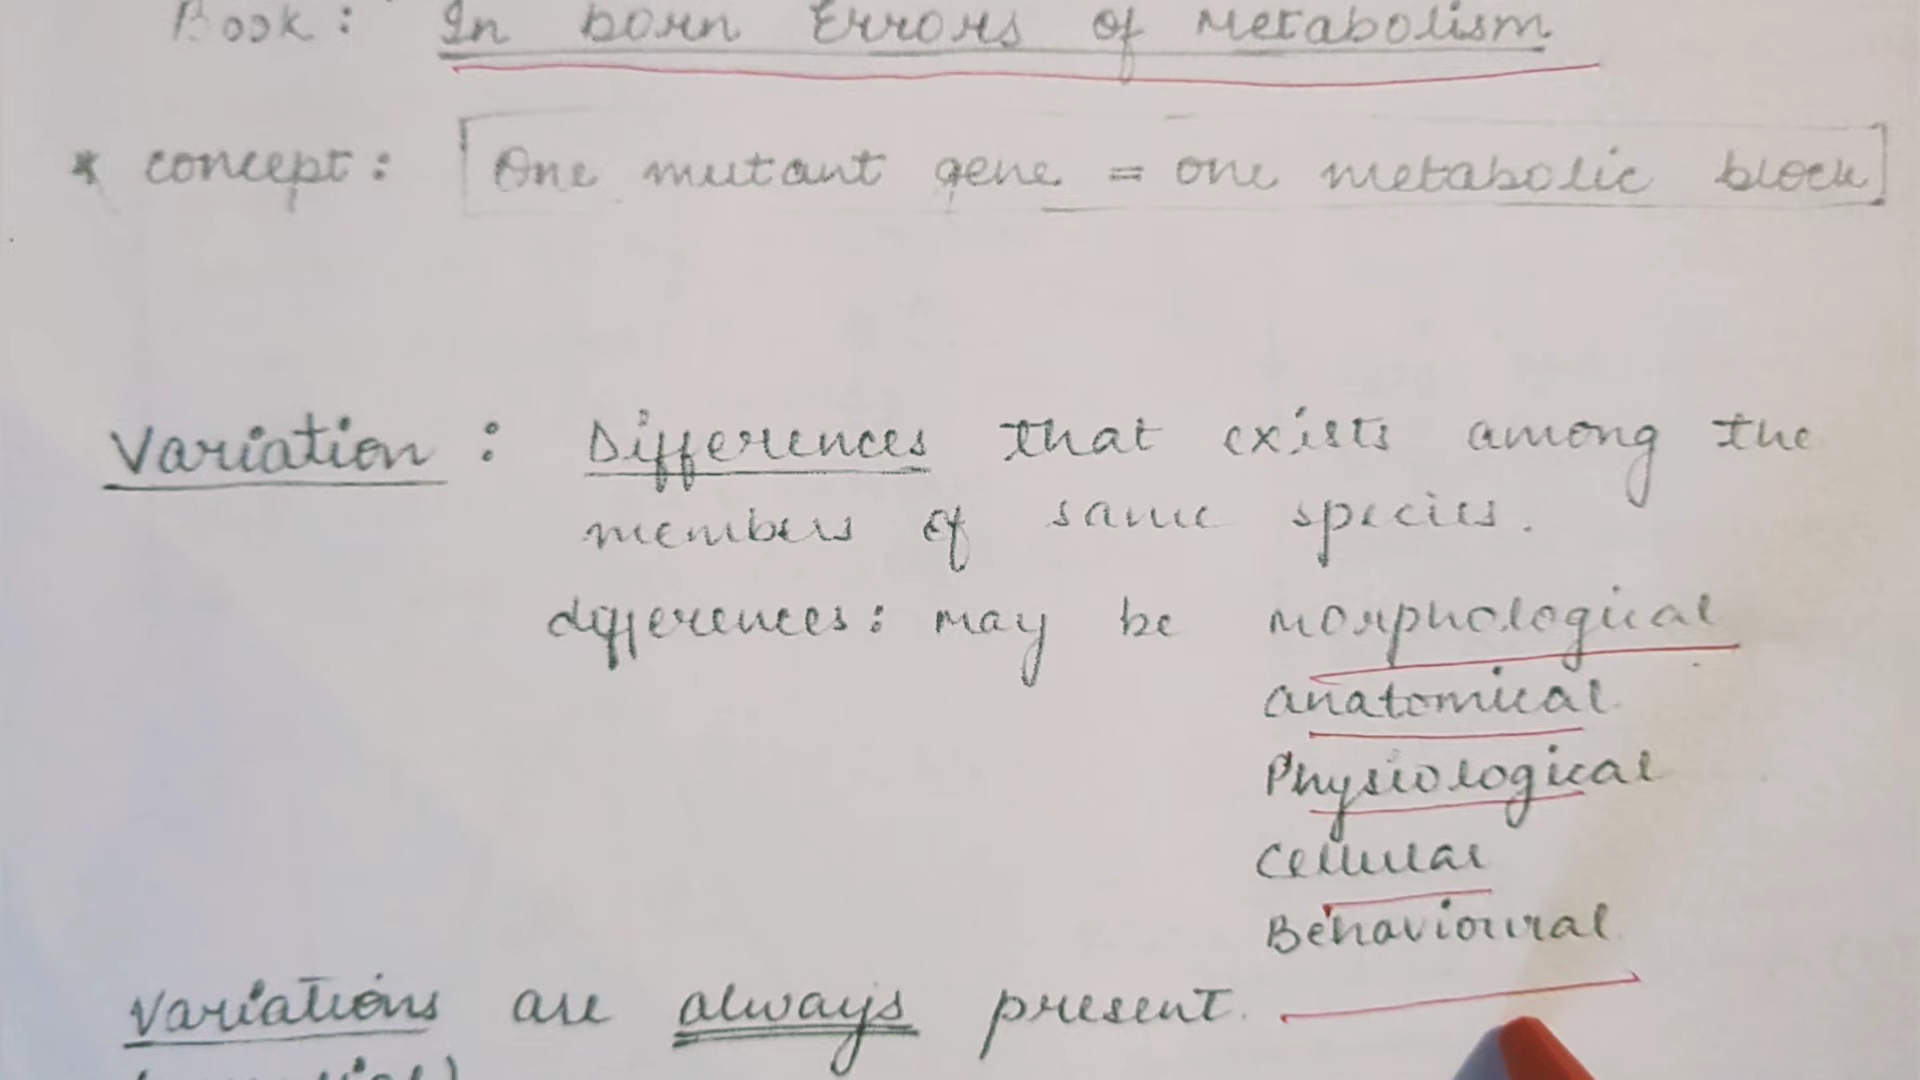 Book: In born Errors of Metabolism
* concept: One mutant gene = one metabolic block
Variation: Differences that exists among the
members of same species.
differences: may be morphological
anatomical
Physiological
Cellular
Behavioural
Variations are always present.